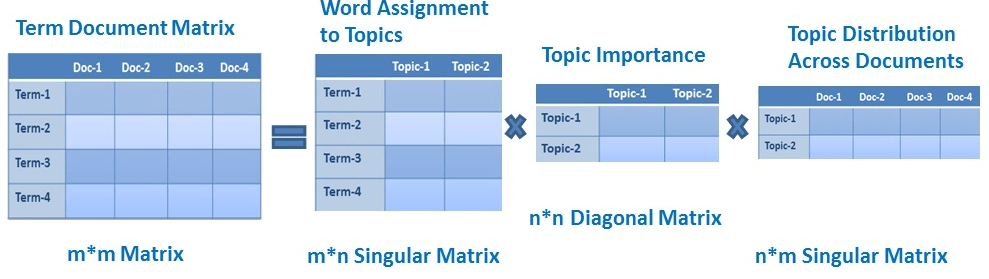 Term Document Matrix
Doc-1 Doc-2 Doc-3 Doc-4
Term-1
Term-2
Term-3
Term-4
m*m Matrix
Word Assignment
to Topics
Topic-1 Topic-2
Term-1
Term-2
Term-3
Term-4
m*n Singular Matrix
Topic Importance
Topic-1 Topic-2
Topic-1
Topic-2
n*n Diagonal Matrix
Topic Distribution
Across Documents
Doc-1 Doc-2 Doc-3 Doc-4
Topic-1
Topic-2
n*m Singular Matrix